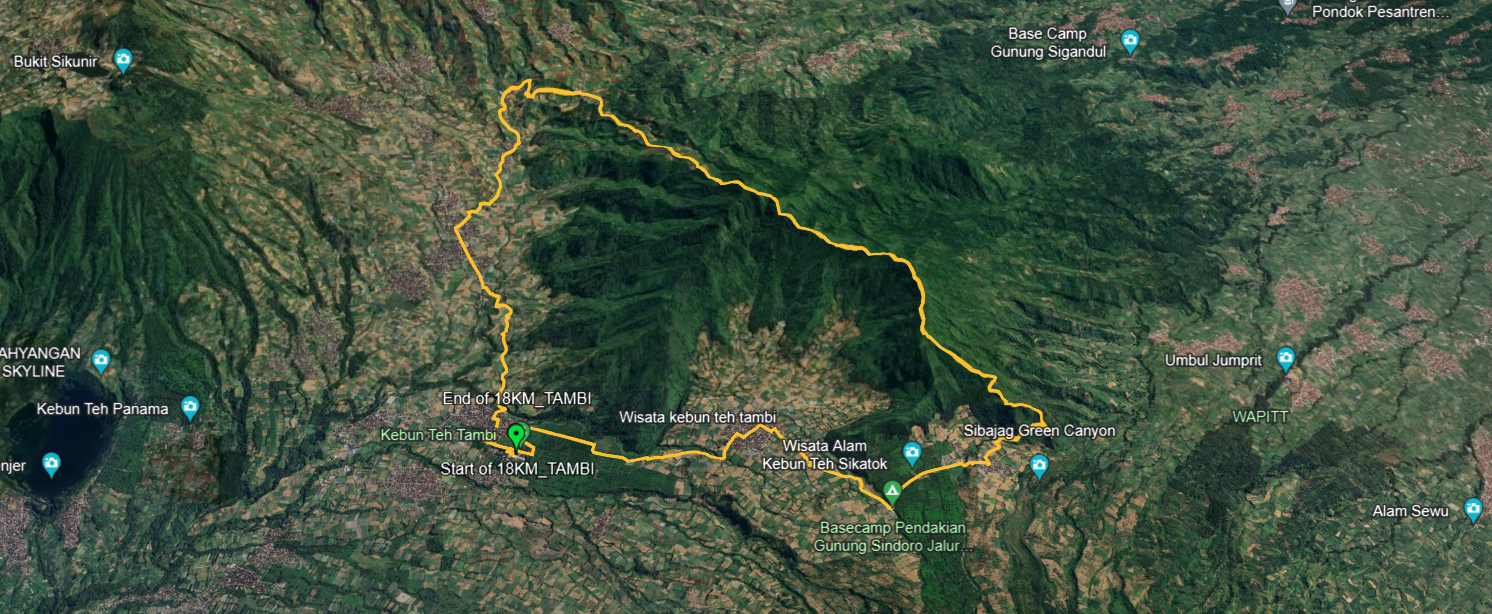 Pondok Pesantren...
Base Camp
Gunung Sigandul
Bukit Sikunir
AHYANGAN
SKYLINE
Kebun Teh Panama
End of 18KM_TAMBI
Kebun Teh Tambi
Start of 18KM_TAMBI
Wisata kebun teh tambi
Wisata Alam
Kebun Teh Sikatok
Sibajag Green Canyon
Umbul Jumprit
WAPITT
njer
Basecamp Pendakian
Gunung Sindoro Jalur...
Alam Sewu